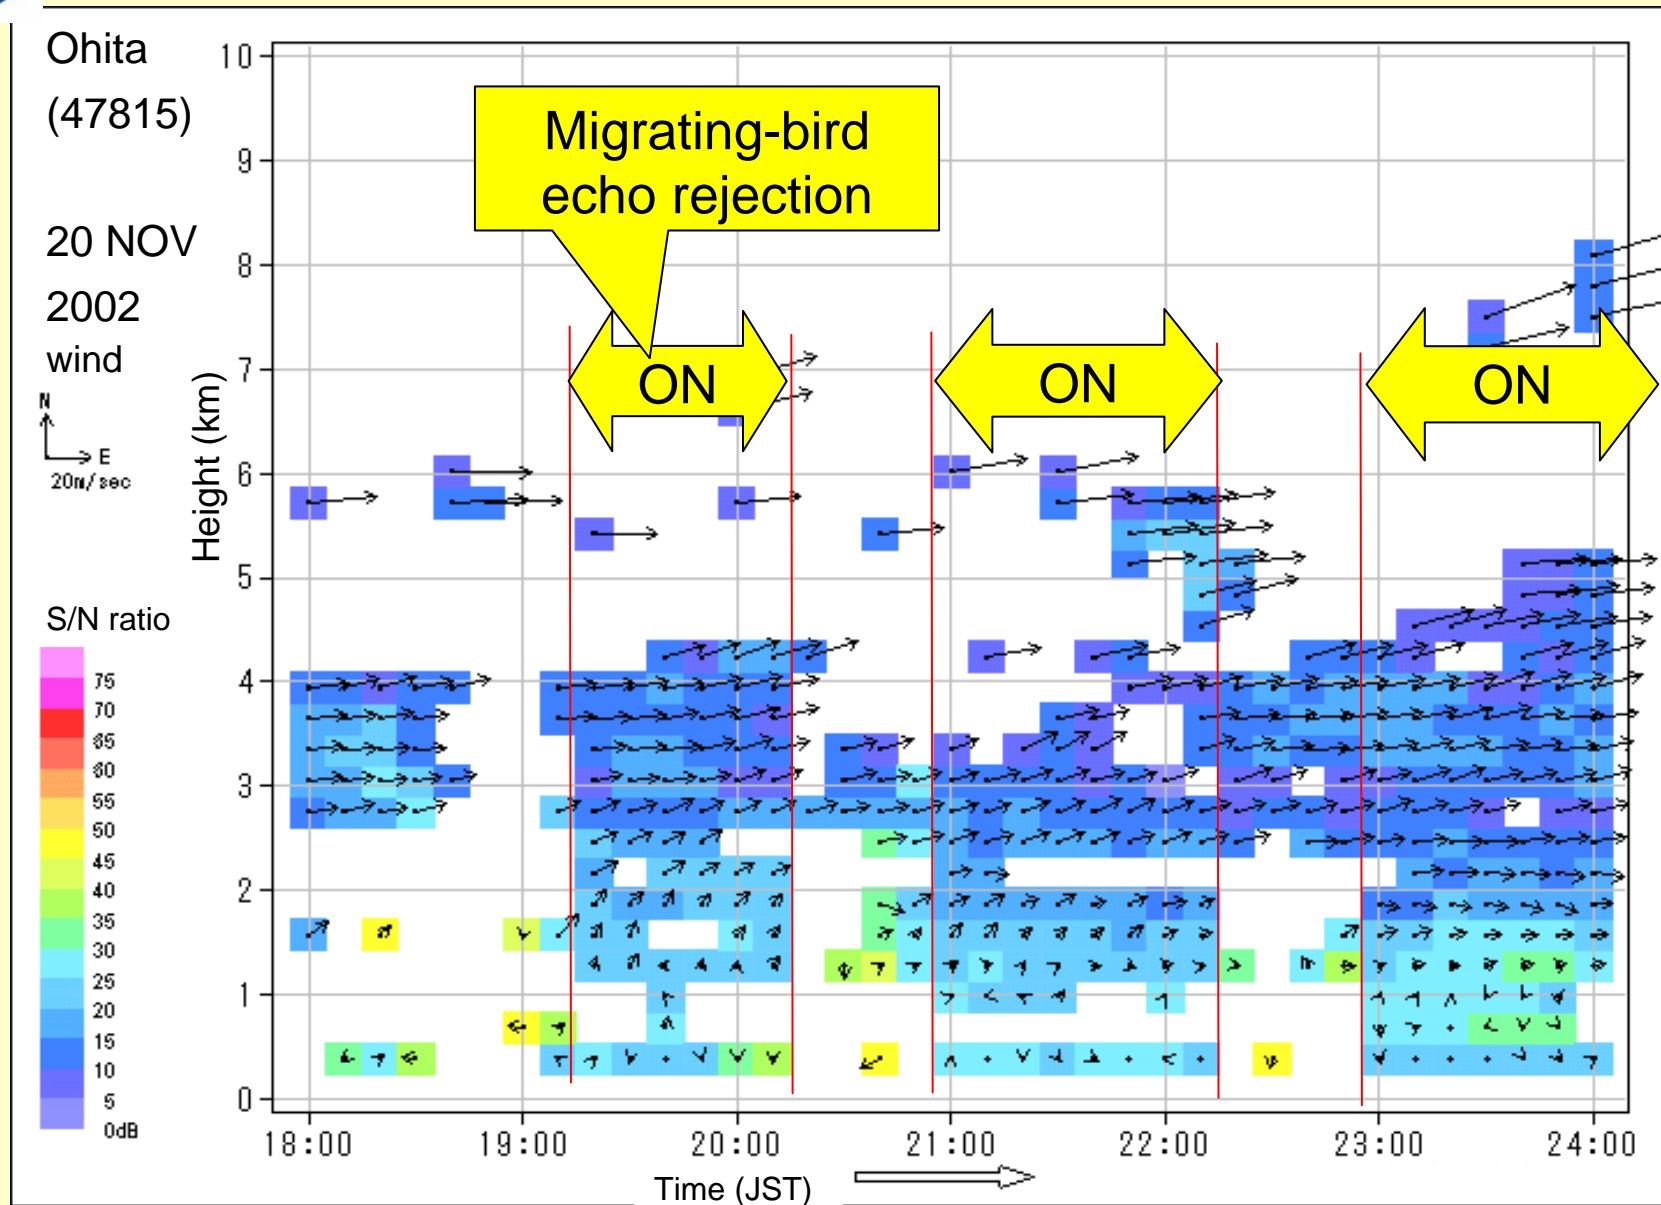 Ohita
(47815)
20 NOV
2002
wind
N
E
20m/sec
S/N ratio
75
70
65
60
55
50
45
40
35
30
25
20
15
10
5
0dB
Height (km)
10
9
8
7
6
5
4
3
2
1
0
Migrating-bird
echo rejection
ON
ON
ON
18:00
19:00
20:00
21:00
22:00
23:00
24:00
Time (JST)